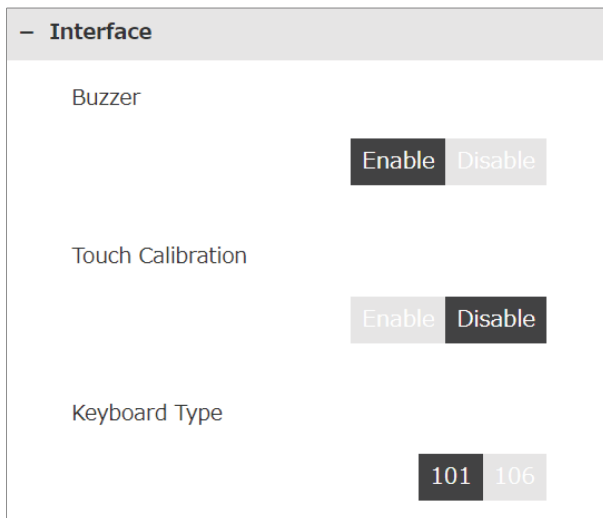 − Interface
Buzzer
Enable Disable
Touch Calibration
Enable Disable
Keyboard Type
101 106